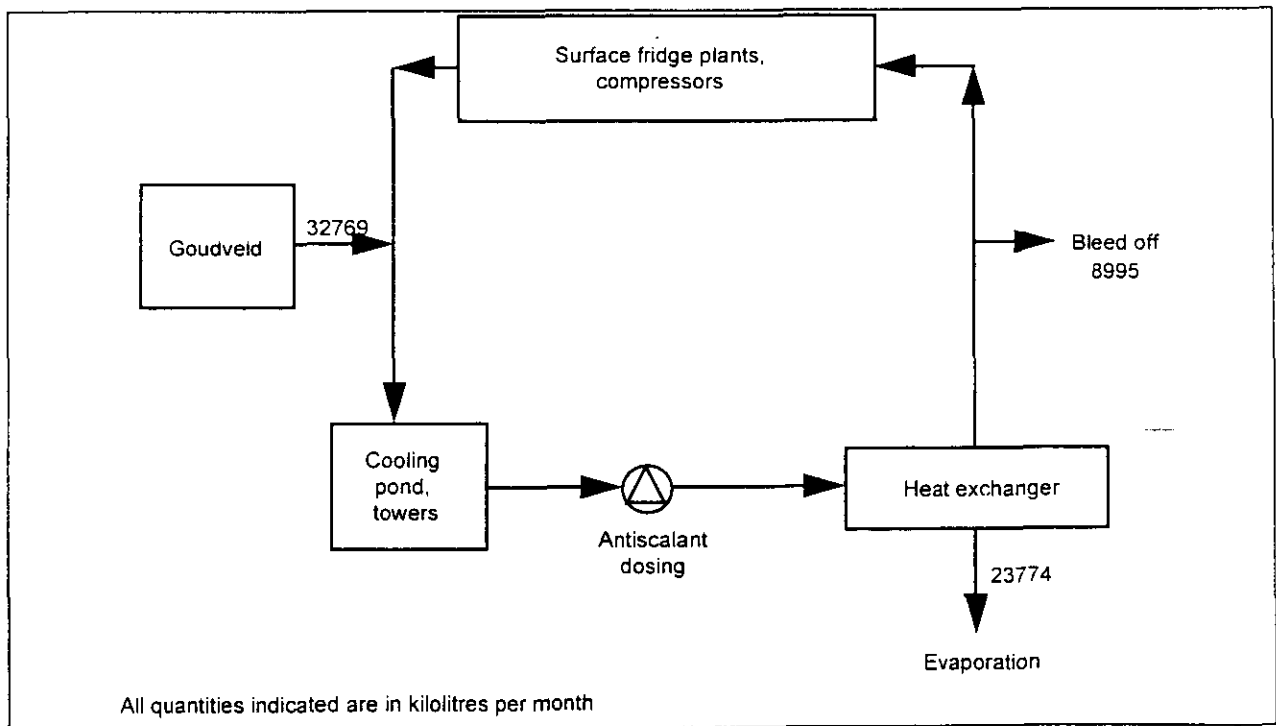 Surface fridge plants,
compressors
Goudveld
32769
Bleed off
8995
Cooling
pond,
towers
Antiscalant
dosing
Heat exchanger
23774
Evaporation
All quantities indicated are in kilolitres per month